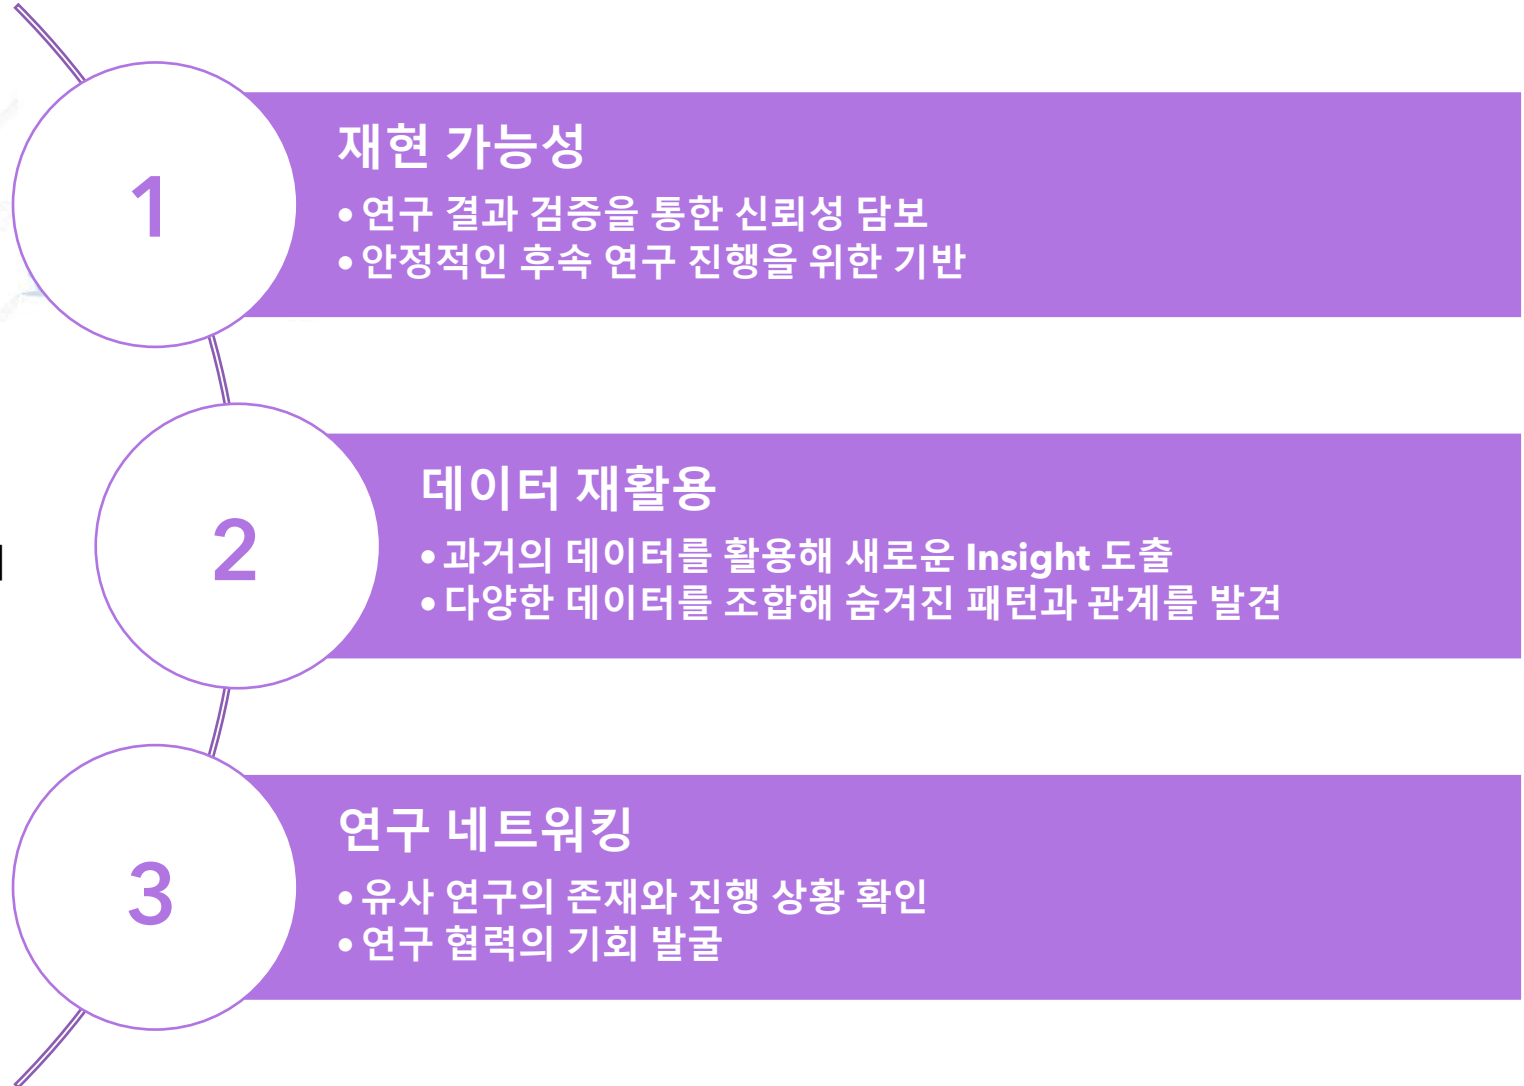 1
재현 가능성
•연구 결과 검증을 통한 신뢰성 담보
•안정적인 후속 연구 진행을 위한 기반
2
데이터 재활용
•과거의 데이터를 활용해 새로운 Insight 도출
•다양한 데이터를 조합해 숨겨진 패턴과 관계를 발견
3
연구 네트워킹
•유사 연구의 존재와 진행 상황 확인
•연구 협력의 기회 발굴